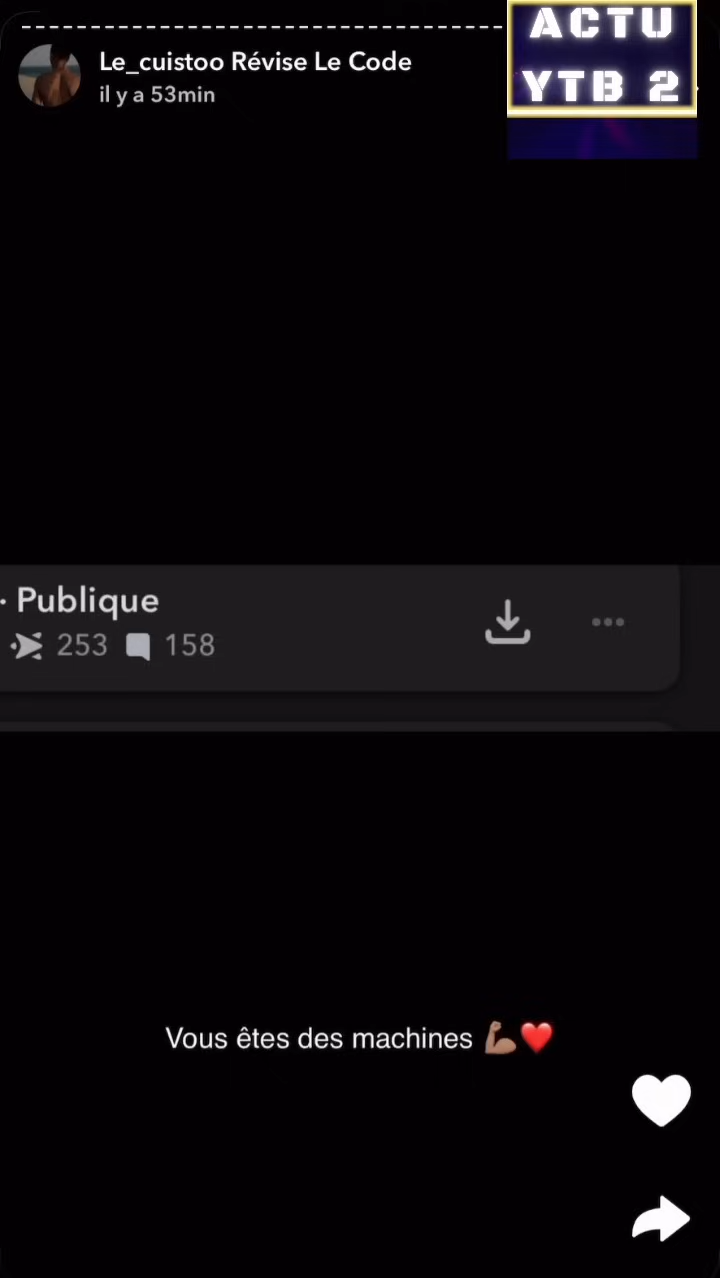 Le_cuistoo Révise Le Code
il y a 53min
ACTU
YTB 2
· Publique
253 158
Vous êtes des machines 💪🏽❤️